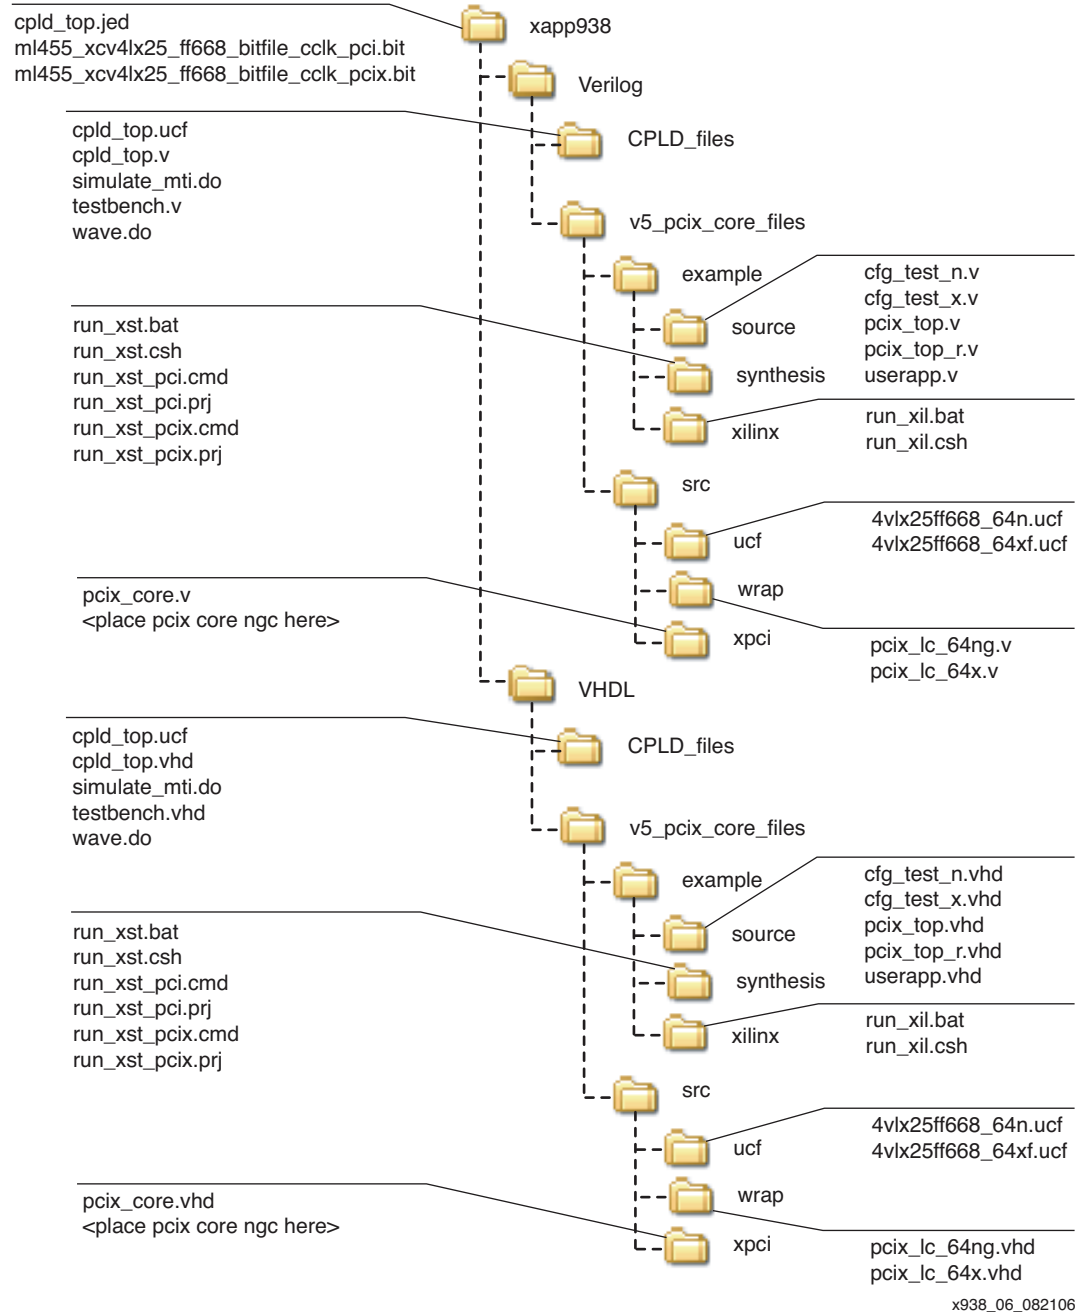 cpld_top.jed
ml455_xcv4lx25_ff668_bitfile_cclk_pci.bit
ml455_xcv4lx25_ff668_bitfile_cclk_pcix.bit
xapp938
Verilog
cpld_top.ucf
cpld_top.v
simulate_mti.do
testbench.v
wave.do
CPLD_files
v5_pcix_core_files
example
source
cfg_test_n.v
cfg_test_x.v
pcix_top.v
pcix_top_r.v
userapp.v
run_xst.bat
run_xst.csh
run_xst_pci.cmd
run_xst_pci.prj
run_xst_pcix.cmd
run_xst_pcix.prj
synthesis
xilinx
run_xil.bat
run_xil.csh
src
ucf
4vlx25ff668_64n.ucf
4vlx25ff668_64xf.ucf
wrap
pcix_core.v
<place pcix core ngc here>
xpci
pcix_lc_64ng.v
pcix_lc_64x.v
VHDL
cpld_top.ucf
cpld_top.vhd
simulate_mti.do
testbench.vhd
wave.do
CPLD_files
v5_pcix_core_files
example
source
cfg_test_n.vhd
cfg_test_x.vhd
pcix_top.vhd
pcix_top_r.vhd
userapp.vhd
run_xst.bat
run_xst.csh
run_xst_pci.cmd
run_xst_pci.prj
run_xst_pcix.cmd
run_xst_pcix.prj
synthesis
xilinx
run_xil.bat
run_xil.csh
src
ucf
4vlx25ff668_64n.ucf
4vlx25ff668_64xf.ucf
wrap
pcix_core.vhd
<place pcix core ngc here>
xpci
pcix_lc_64ng.vhd
pcix_lc_64x.vhd
x938_06_082106